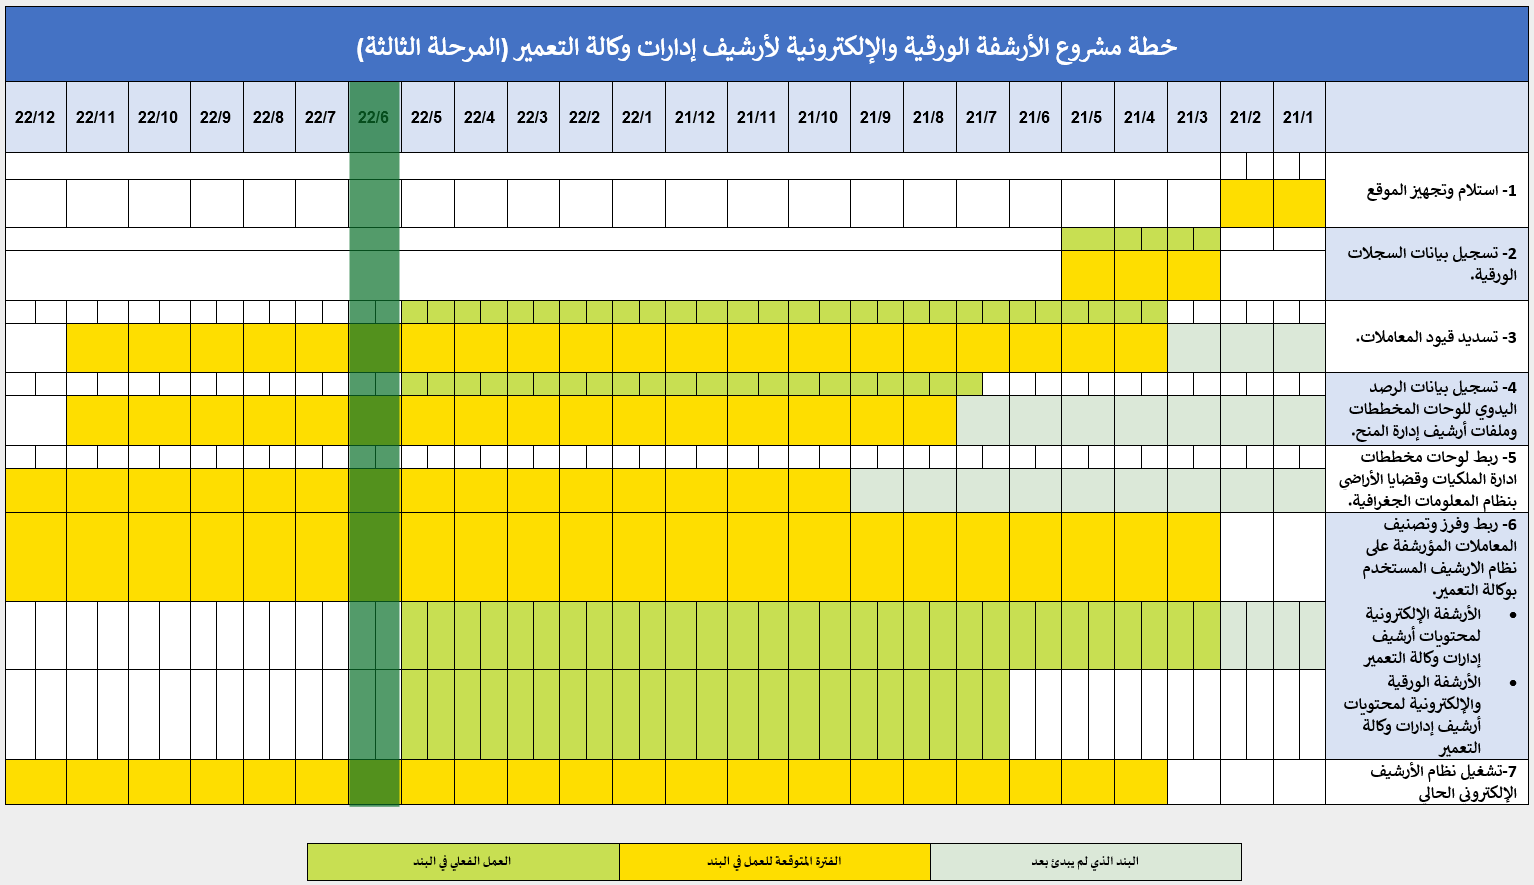 خطة مشروع الأرشفة الورقية والإلكترونية لأرشيف إدارات وكالة التعمير (المرحلة الثالثة)
21/1 21/2 21/3 21/4 21/5 21/6 21/7 21/8 21/9 21/10 21/11 21/12 22/1 22/2 22/3 22/4 22/5 22/6 22/7 22/8 22/9 22/10 22/11 22/12
1- استلام وتجهيز الموقع
2- تسجيل بيانات السجلات
الورقية.
3- تسديد قيود المعاملات.
4- تسجيل بيانات الرصد
اليدوي للوحات المخططات
وملفات أرشيف إدارة المنح.
5- ربط لوحات مخططات
ادارة الملكيات وقضايا الأراضي
بنظام المعلومات الجغرافية.
6- ربط وفرز وتصنيف
المعاملات المؤرشفة على
نظام الارشيف المستخدم
بوكالة التعمير.
• الأرشفة الإلكترونية
لمحتويات أرشيف
إدارات وكالة التعمير
• الأرشفة الورقية
والإلكترونية لمحتويات
أرشيف إدارات وكالة
التعمير
7-تشغيل نظام الأرشيف
الإلكتروني الحالي
البند الذي لم يبدئ بعد
الفترة المتوقعة للعمل في البند
العمل الفعلي في البند